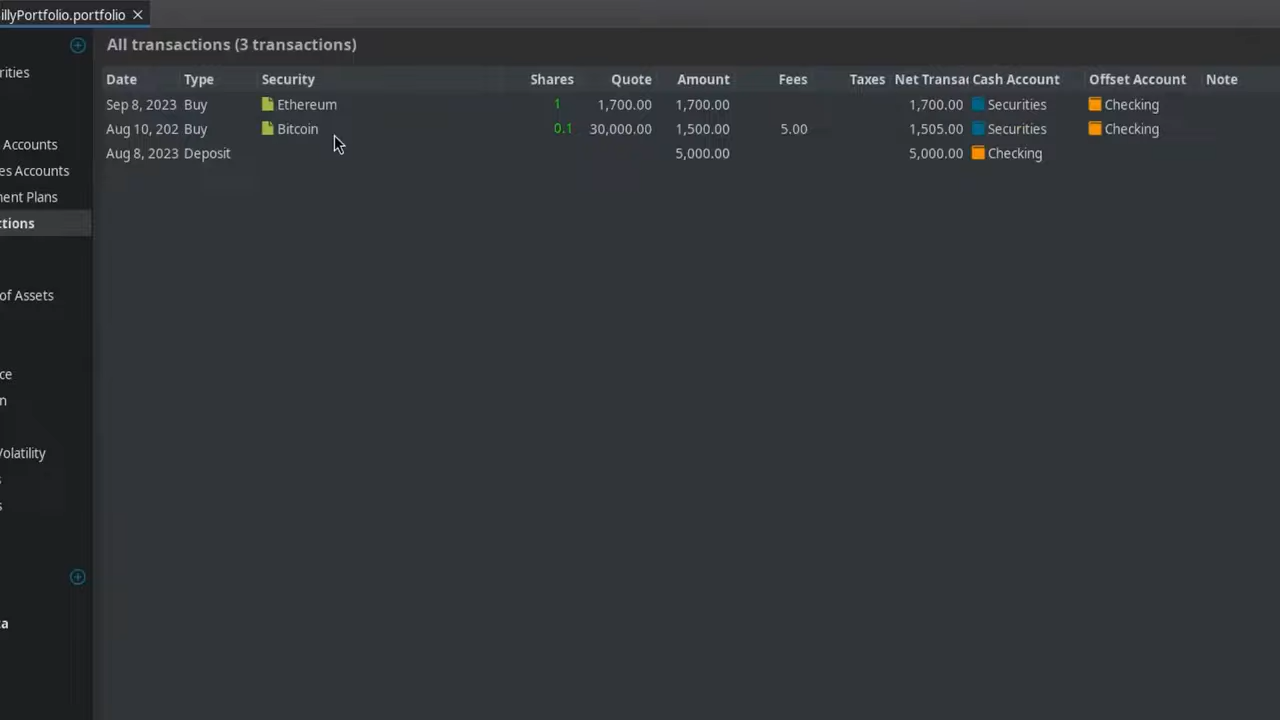 illyPortfolio.portfolio
All transactions (3 transactions)
Date Type Security Shares Quote Amount Fees Taxes Net Transa Cash Account Offset Account Note
Sep 8, 2023 Buy Ethereum 1 1,700.00 1,700.00 1,700.00 Securities Checking
Aug 10, 202 Buy Bitcoin 0.1 30,000.00 1,500.00 5.00 1,505.00 Securities Checking
Aug 8, 2023 Deposit 5,000.00 5,000.00 Checking
rities
Accounts
es Accounts
nent Plans
ctions
of Assets
ce
n
Volatility
s
s
ta